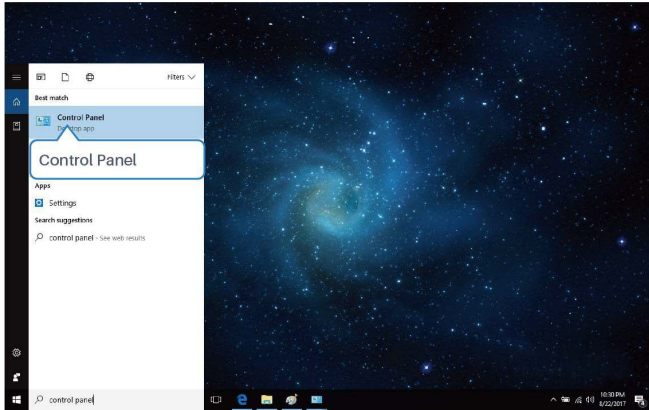 Filters
Best match
Control Panel
Desktop app
Control Panel
Apps
Settings
Search suggestions
control panel - See web results
control panel
10:30 PM
8/22/2017